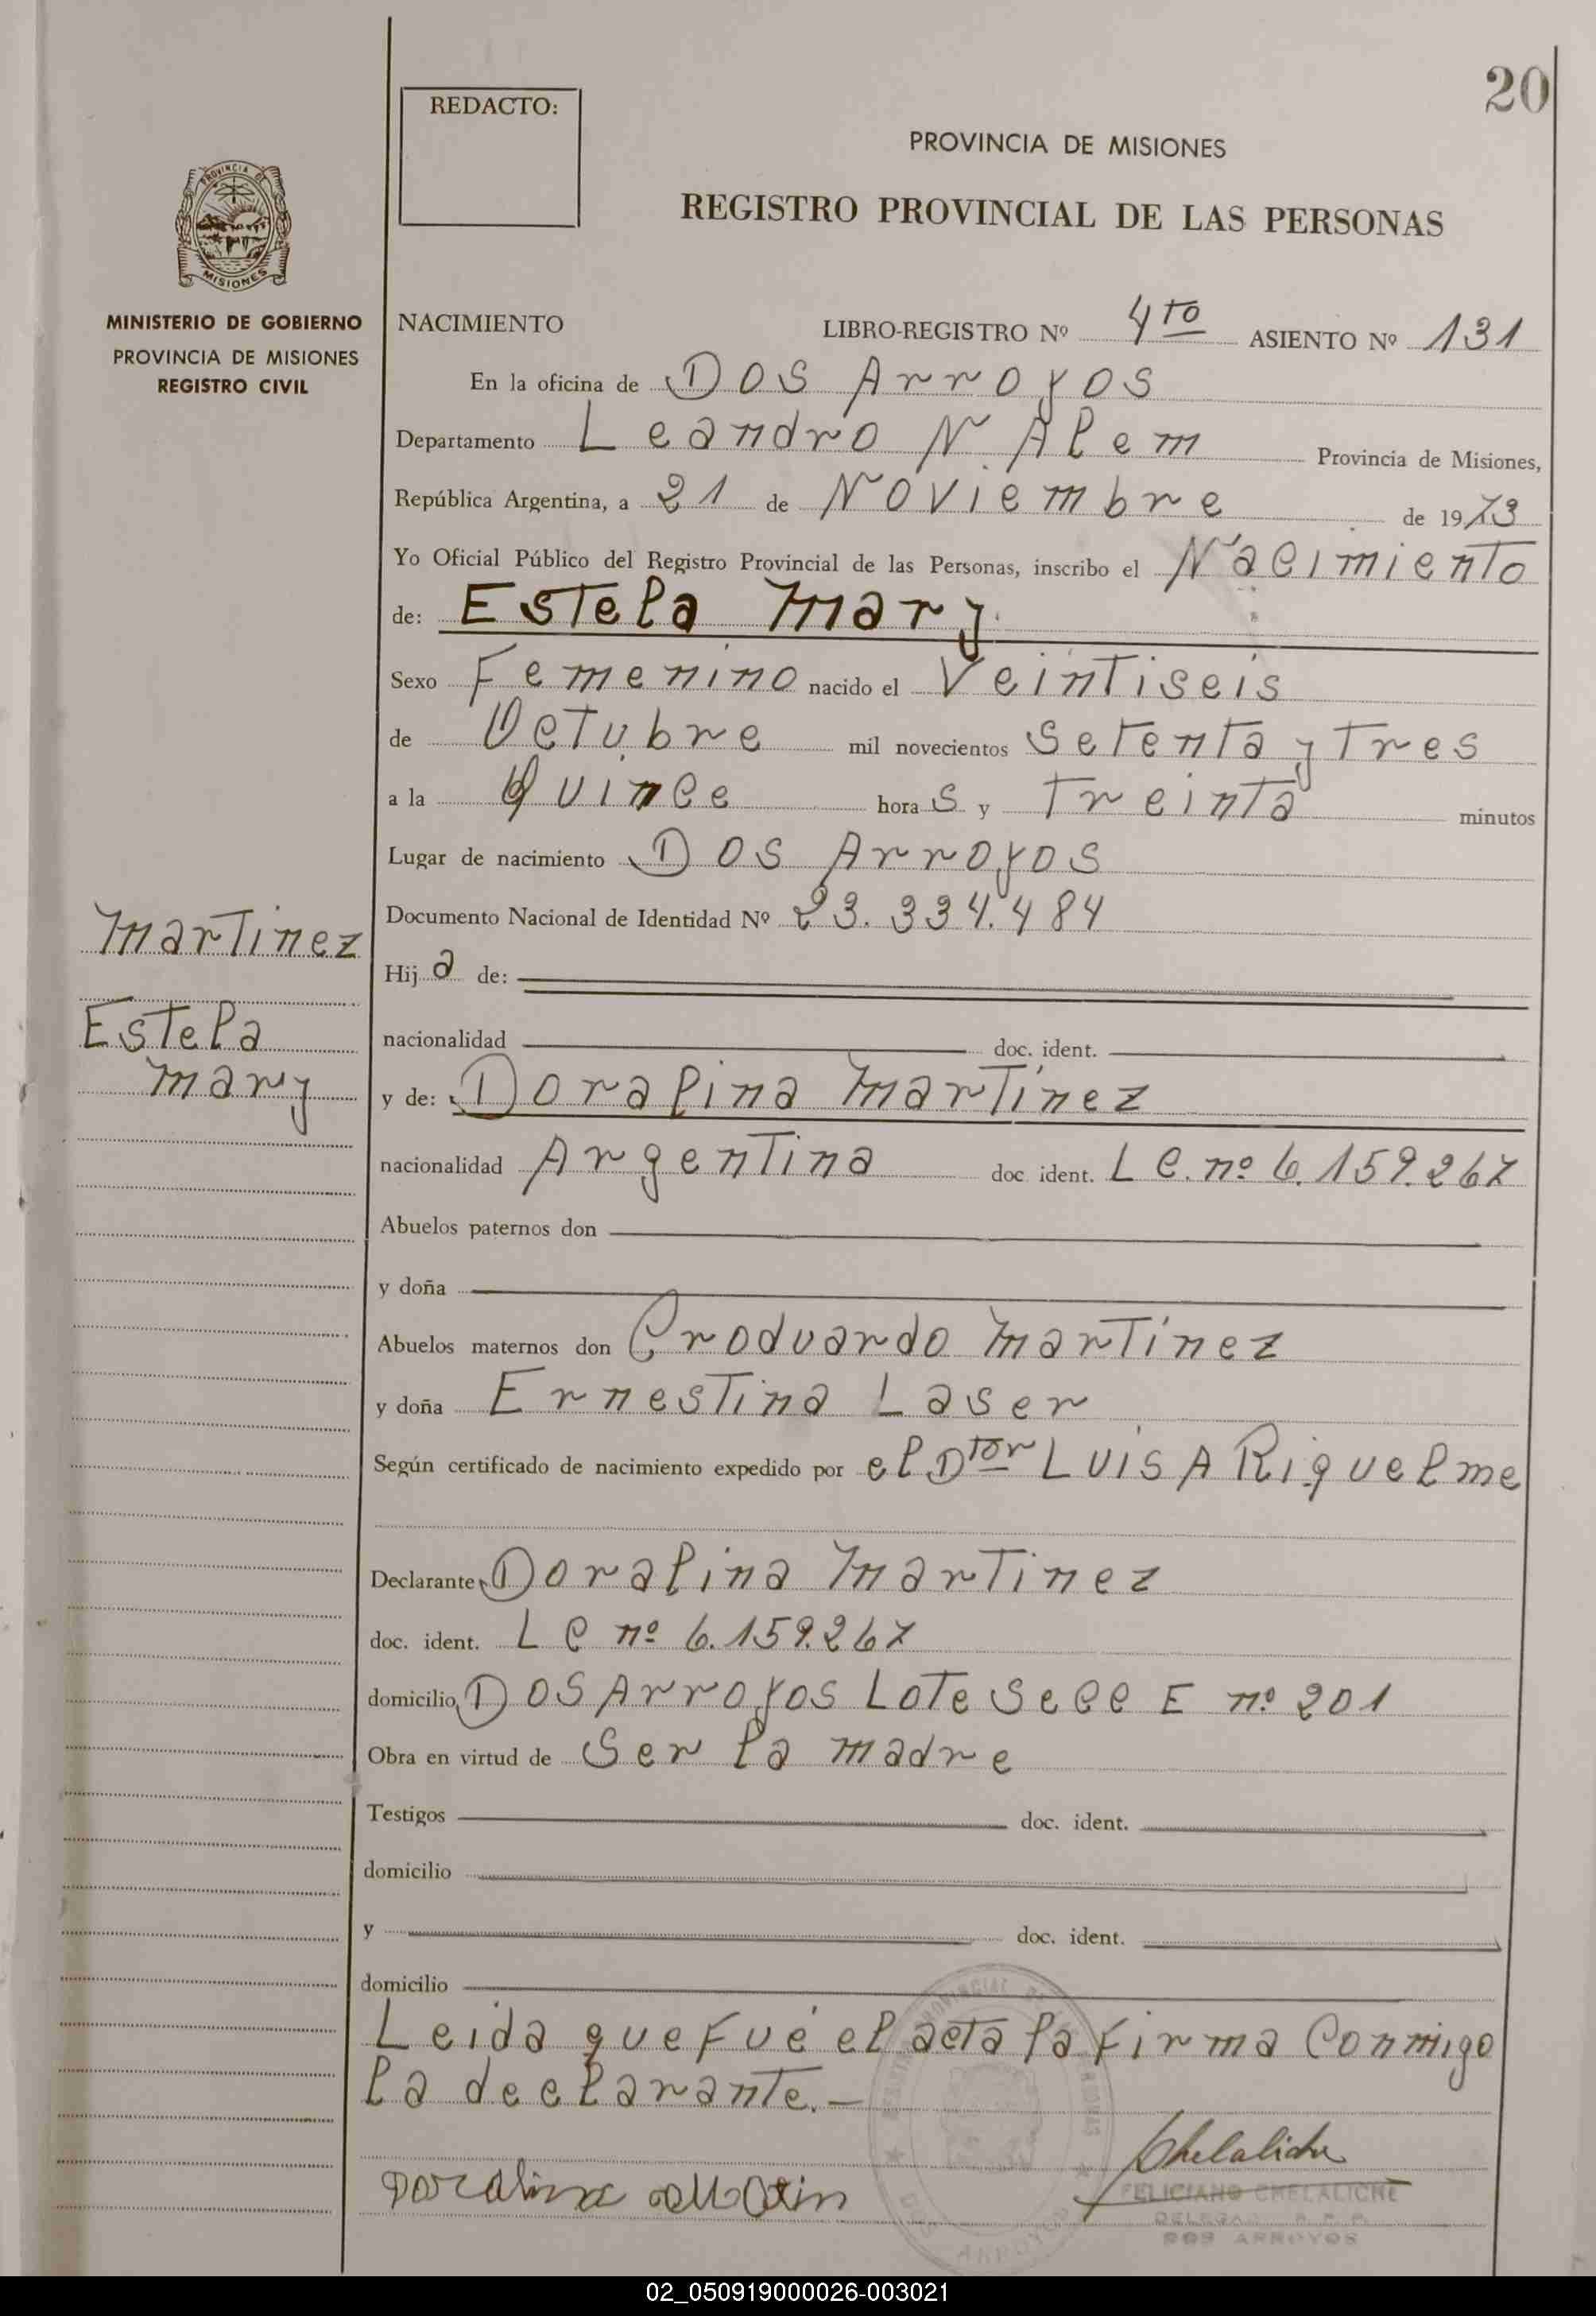 20
REDACTO:
PROVINCIA DE MISIONES
REGISTRO PROVINCIAL DE LAS PERSONAS
PROVINCIA DE
MISIONES
MINISTERIO DE GOBIERNO
PROVINCIA DE MISIONES
REGISTRO CIVIL
NACIMIENTO LIBRO-REGISTRO Nº 4to ASIENTO Nº 131
En la oficina de Dos Arroyos
Departamento Leandro N. Alem Provincia de Misiones,
República Argentina, a 21 de Noviembre de 1973
Yo Oficial Público del Registro Provincial de las Personas, inscribo el Nacimiento
de: Estela Mary
Sexo Femenino nacido el Veintiseis
de Octubre mil novecientos Setenta y Tres
a la Quince hora s y Treinta minutos
Lugar de nacimiento Dos Arroyos
Documento Nacional de Identidad Nº 23.334.484
Martinez
Estela
Mary
Hij a de:
nacionalidad doc. ident.
y de: Doralina Martinez
nacionalidad Argentina doc. ident. L C. nº 6.159.267
Abuelos paternos don
y doña
Abuelos maternos don Croduardo Martinez
y doña Ernestina Laser
Según certificado de nacimiento expedido por el Dtor Luis A Riquelme
Declarante Doralina Martinez
doc. ident. L C nº 6.159.267
domicilio Dos Arroyos Lote Secc E nº 201
Obra en virtud de Ser la madre
Testigos doc. ident.
domicilio
y doc. ident.
domicilio
Leida que Fué el acta la Firma Conmigo
la declarante.-
Doralina
Chelaliche
FELICIANO CHELALICHE
DOS ARROYOS
02_050919000026-003021